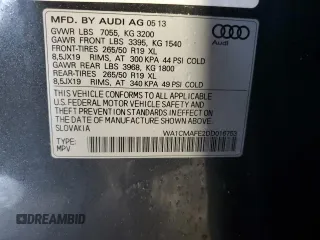 MFD. BY AUDI AG 05 13
GVWR LBS 7055, KG 3200
GAWR FRONT LBS 3395, KG 1540
FRONT-TIRES 265/50 R19 XL
8,5JX19 RIMS, AT 300 KPA 44 PSI COLD
GAWR REAR LBS 3968, KG 1800
REAR-TIRES 265/50 R19 XL
8,5JX19 RIMS, AT 340 KPA 49 PSI COLD
Audi
THIS VEHICLE CONFORMS TO ALL APPLICABLE
U.S. FEDERAL MOTOR VEHICLE SAFETY AND
THEFT PREVENTION STANDARDS IN EFFECT ON
THE DATE OF MANUFACTURE SHOWN ABOVE.
SLOVAKIA
TYPE:
MPV
DREAMBID